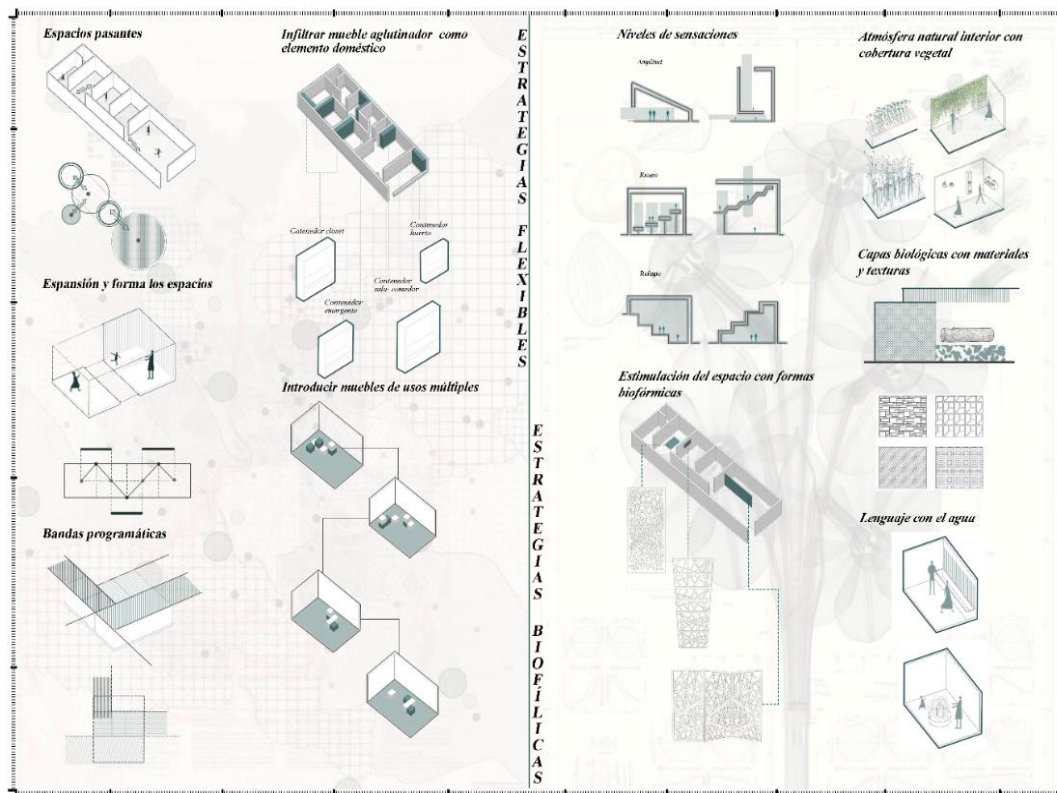 Espacios pasantes
Expansión y forma los espacios
Bandas programáticas
Infiltrar mueble aglutinador como
elemento doméstico
Cotenedor closet
Contenedor
huerto
Contenedor
sala- comedor
Contenedor
emergente
Introducir muebles de usos múltiples
ESTRATEGIAS FLEXIBLES
ESTRATEGIAS BIOFÍLICAS
Niveles de sensaciones
Amplitud
Refugio
Estimulación del espacio con formas
biofórmicas
Atmósfera natural interior con
cobertura vegetal
Capas biológicas con materiales
y texturas
Lenguaje con el agua